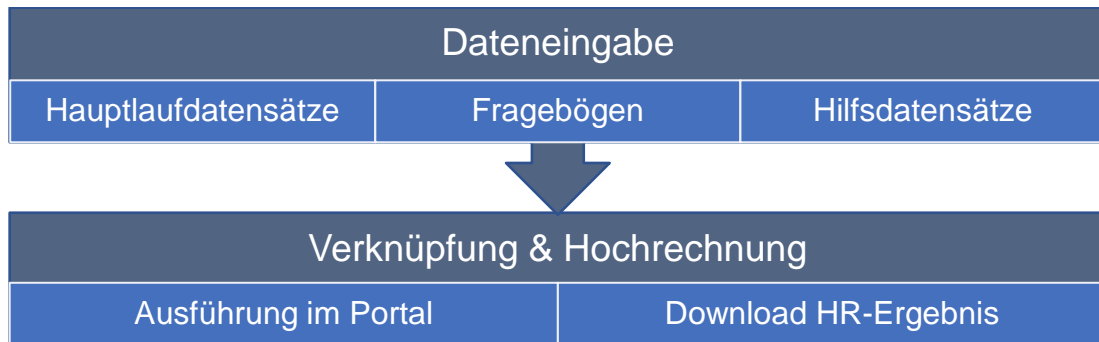 Dateneingabe
Hauptlaufdatensätze
Fragebögen
Hilfsdatensätze
Verknüpfung & Hochrechnung
Ausführung im Portal
Download HR-Ergebnis